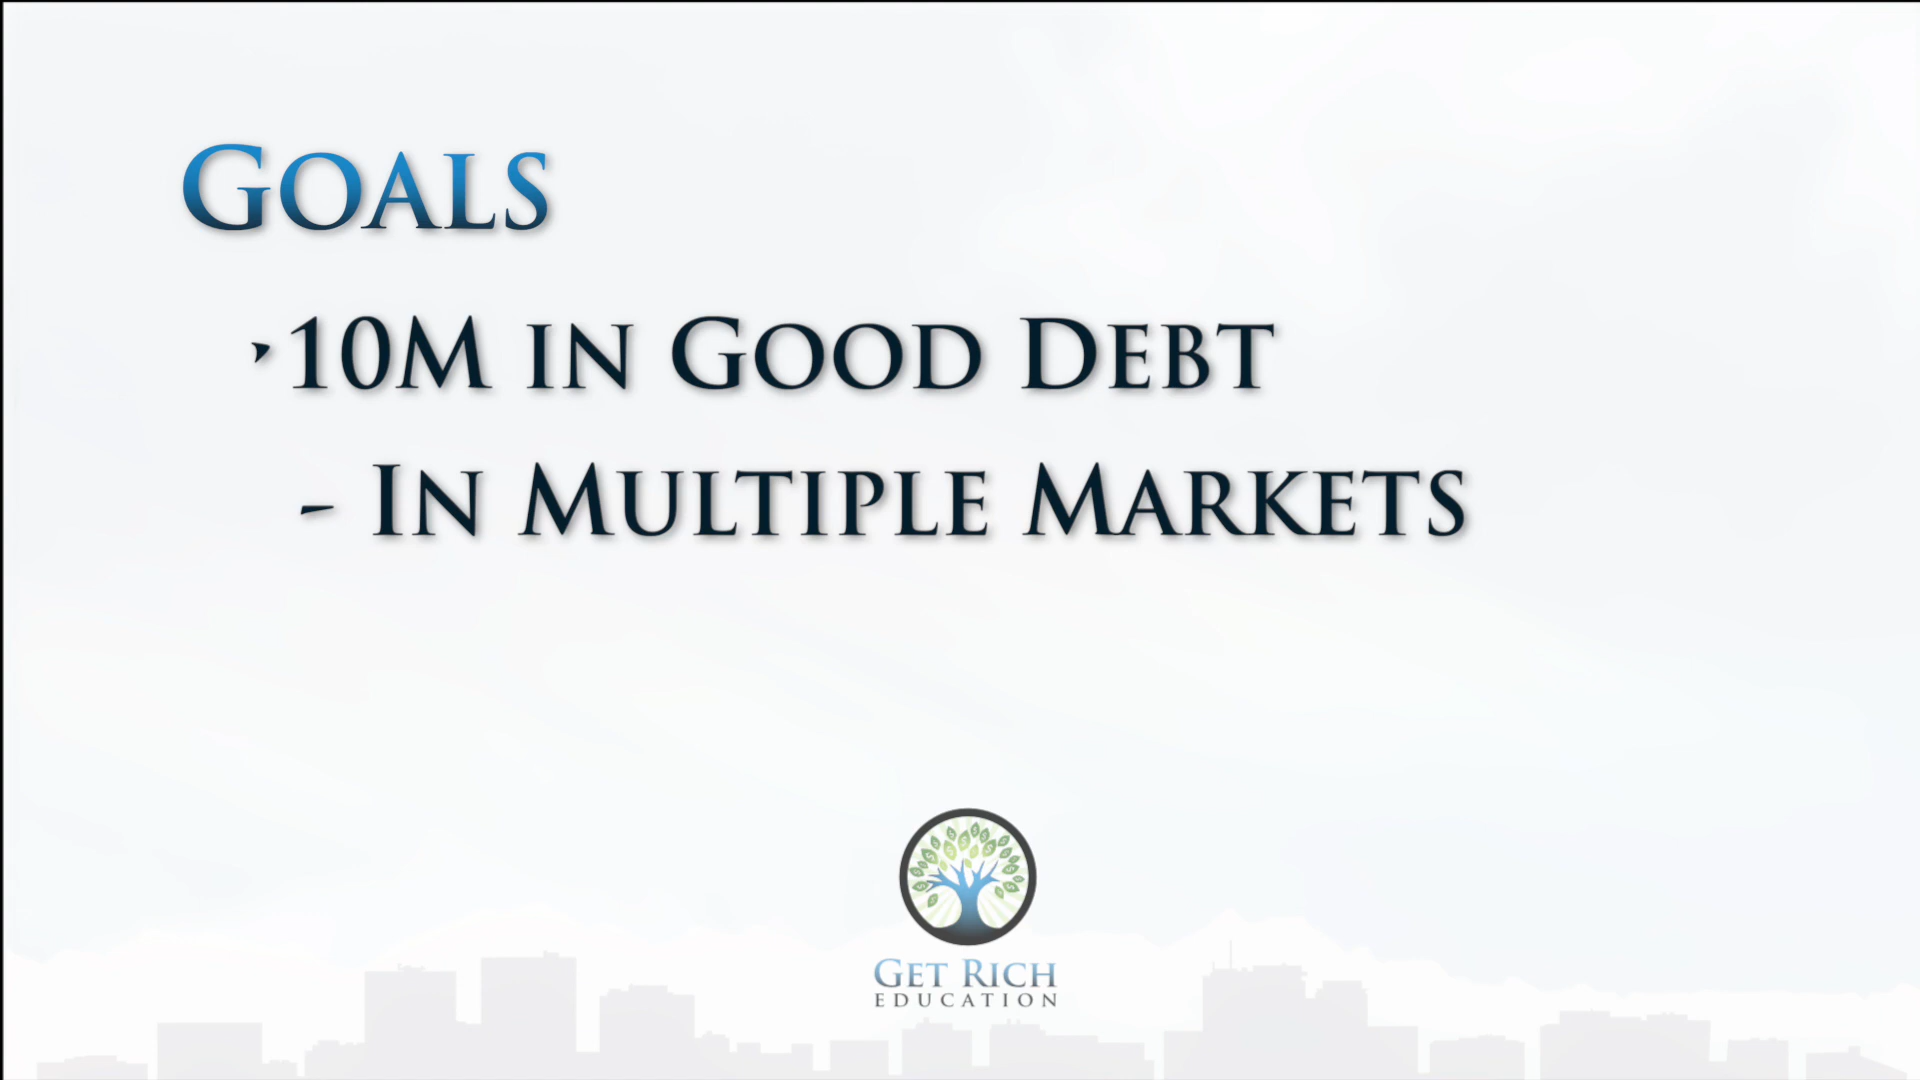 Goals
‣10M in Good Debt
- In Multiple Markets
Get Rich
EDUCATION